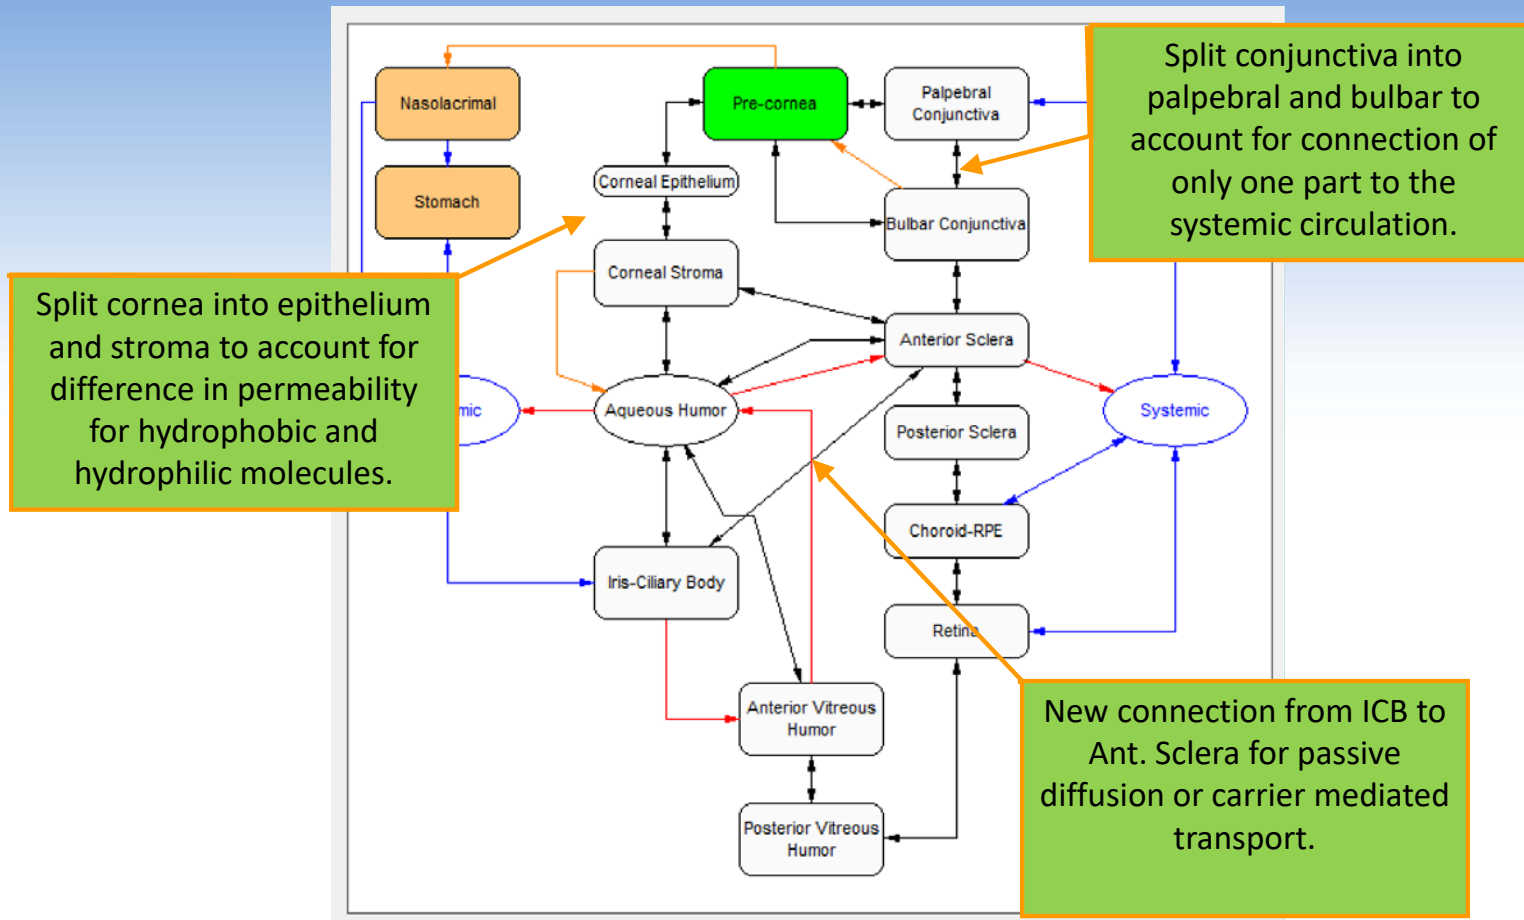 Nasolacrimal
Pre-cornea
Palpebral
Conjunctiva
Split conjunctiva into
palpebral and bulbar to
account for connection of
only one part to the
systemic circulation.
Stomach
Corneal Epithelium
Bulbar Conjunctiva
Corneal Stroma
Split cornea into epithelium
and stroma to account for
difference in permeability
for hydrophobic and
hydrophilic molecules.
Anterior Sclera
mic
Aqueous Humor
Systemic
Posterior Sclera
Choroid-RPE
Iris-Ciliary Body
Retina
Anterior Vitreous
Humor
New connection from ICB to
Ant. Sclera for passive
diffusion or carrier mediated
transport.
Posterior Vitreous
Humor